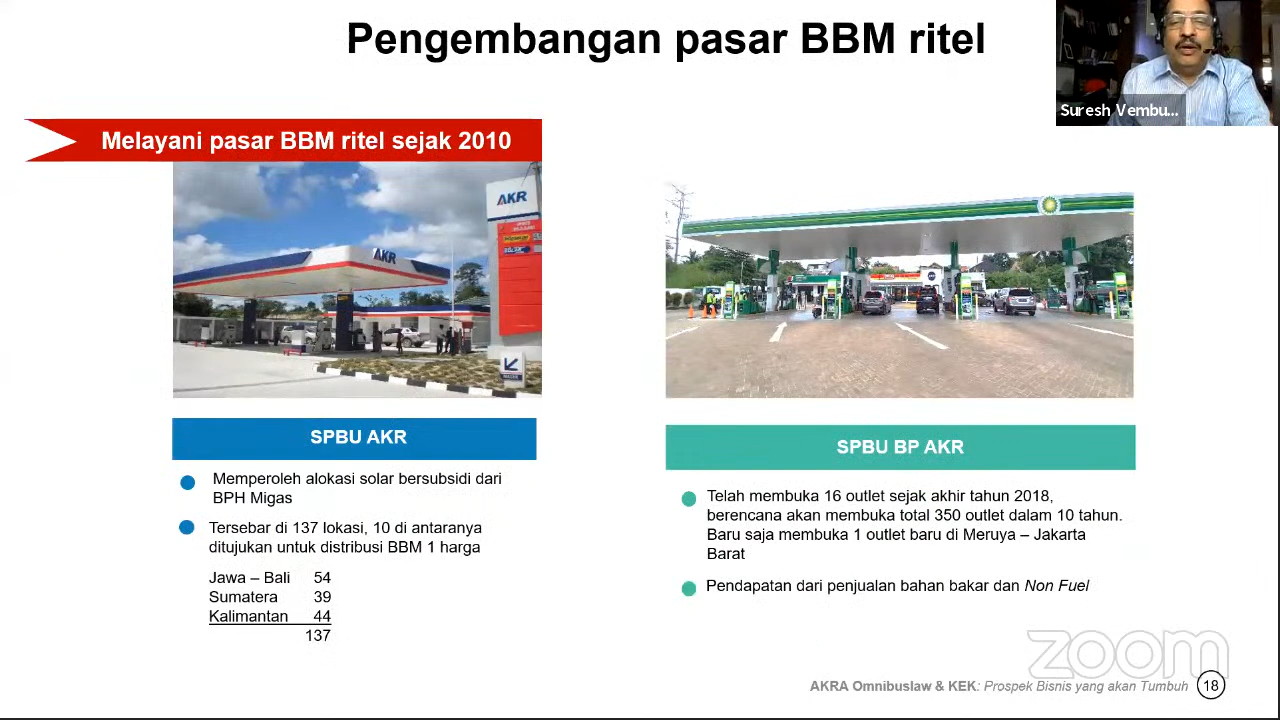 Pengembangan pasar BBM ritel
Suresh Vembu...
Melayani pasar BBM ritel sejak 2010
AKR
AKR
SPBU AKR
Memperoleh alokasi solar bersubsidi dari
BPH Migas
Tersebar di 137 lokasi, 10 di antaranya
ditujukan untuk distribusi BBM 1 harga
Jawa – Bali 54
Sumatera 39
Kalimantan 44
137
SPBU BP AKR
Telah membuka 16 outlet sejak akhir tahun 2018,
berencana akan membuka total 350 outlet dalam 10 tahun.
Baru saja membuka 1 outlet baru di Meruya – Jakarta
Barat
Pendapatan dari penjualan bahan bakar dan Non Fuel
zoom
AKRA Omnibuslaw & KEK: Prospek Bisnis yang akan Tumbuh 18